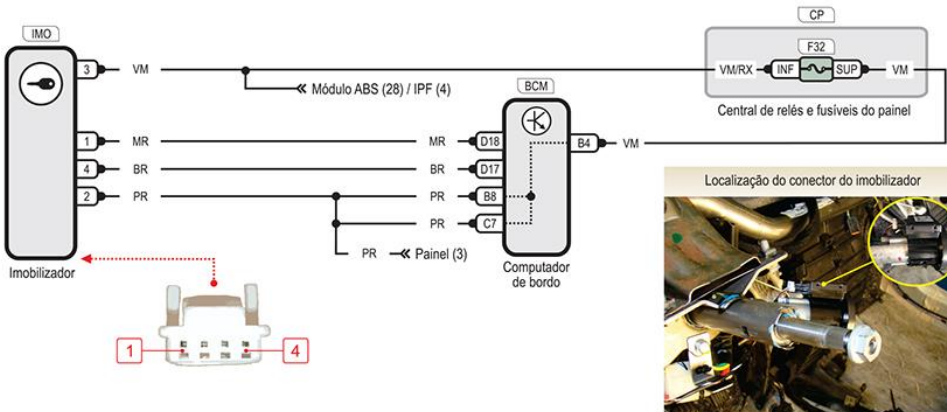 IMO
3
VM
Módulo ABS (28) / IPF (4)
CP
F32
VM/RX
INF
SUP
VM
Central de relés e fusíveis do painel
BCM
1
MR
MR
D18
4
BR
BR
D17
2
PR
PR
B8
PR
C7
PR
Painel (3)
B4
VM
Imobilizador
Computador
de bordo
1
4
Localização do conector do imobilizador